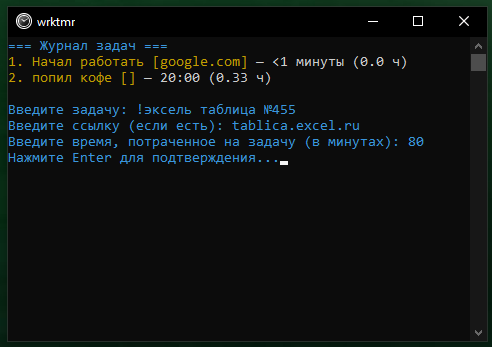 wrktmr
=== Журнал задач ===
1. Начал работать [google.com] — <1 минуты (0.0 ч)
2. попил кофе [] — 20:00 (0.33 ч)
Введите задачу: !эксель таблица №455
Введите ссылку (если есть): tablica.excel.ru
Введите время, потраченное на задачу (в минутах): 80
Нажмите Enter для подтверждения...